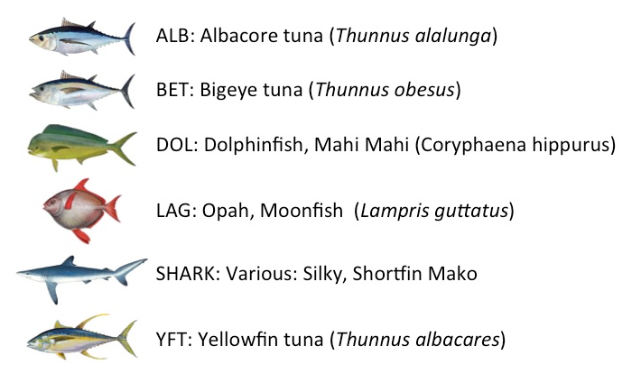 ALB: Albacore tuna (Thunnus alalunga)
BET: Bigeye tuna (Thunnus obesus)
DOL: Dolphinfish, Mahi Mahi (Coryphaena hippurus)
LAG: Opah, Moonfish (Lampris guttatus)
SHARK: Various: Silky, Shortfin Mako
YFT: Yellowfin tuna (Thunnus albacares)